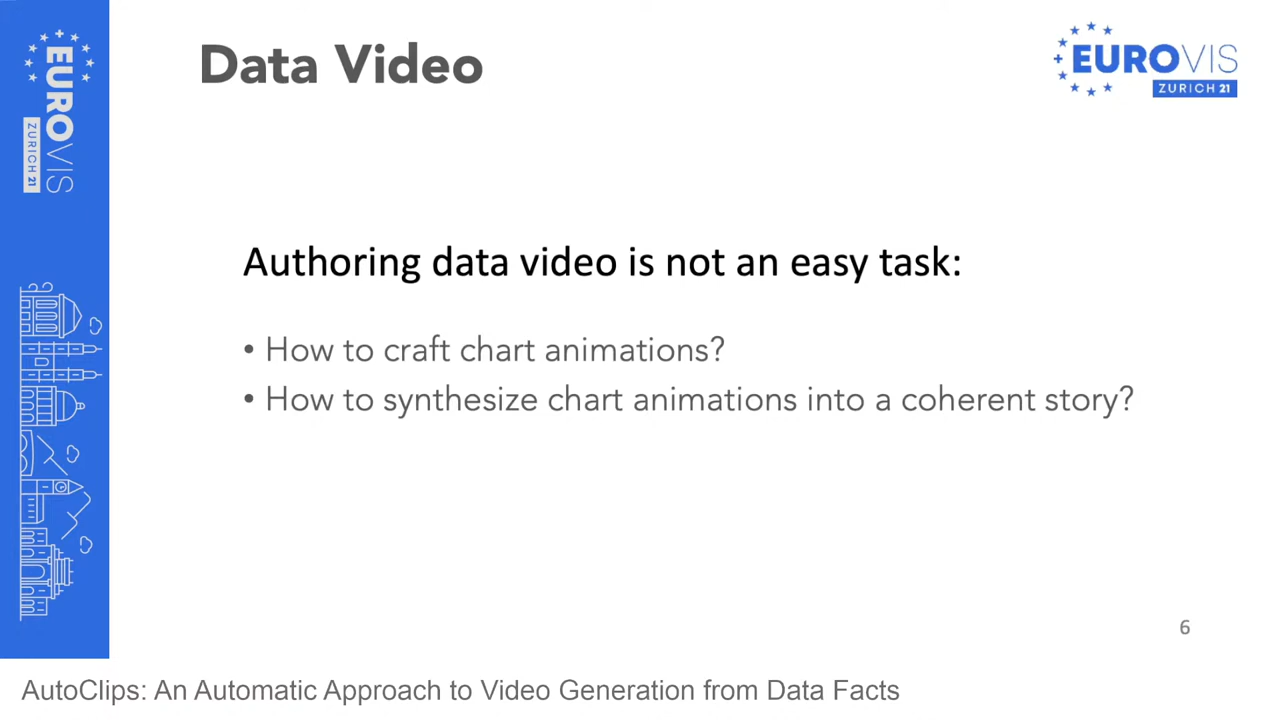 EUROVIS
ZURICH 21
Data Video
EUROVIS
ZURICH 21
Authoring data video is not an easy task:
• How to craft chart animations?
• How to synthesize chart animations into a coherent story?
6
AutoClips: An Automatic Approach to Video Generation from Data Facts